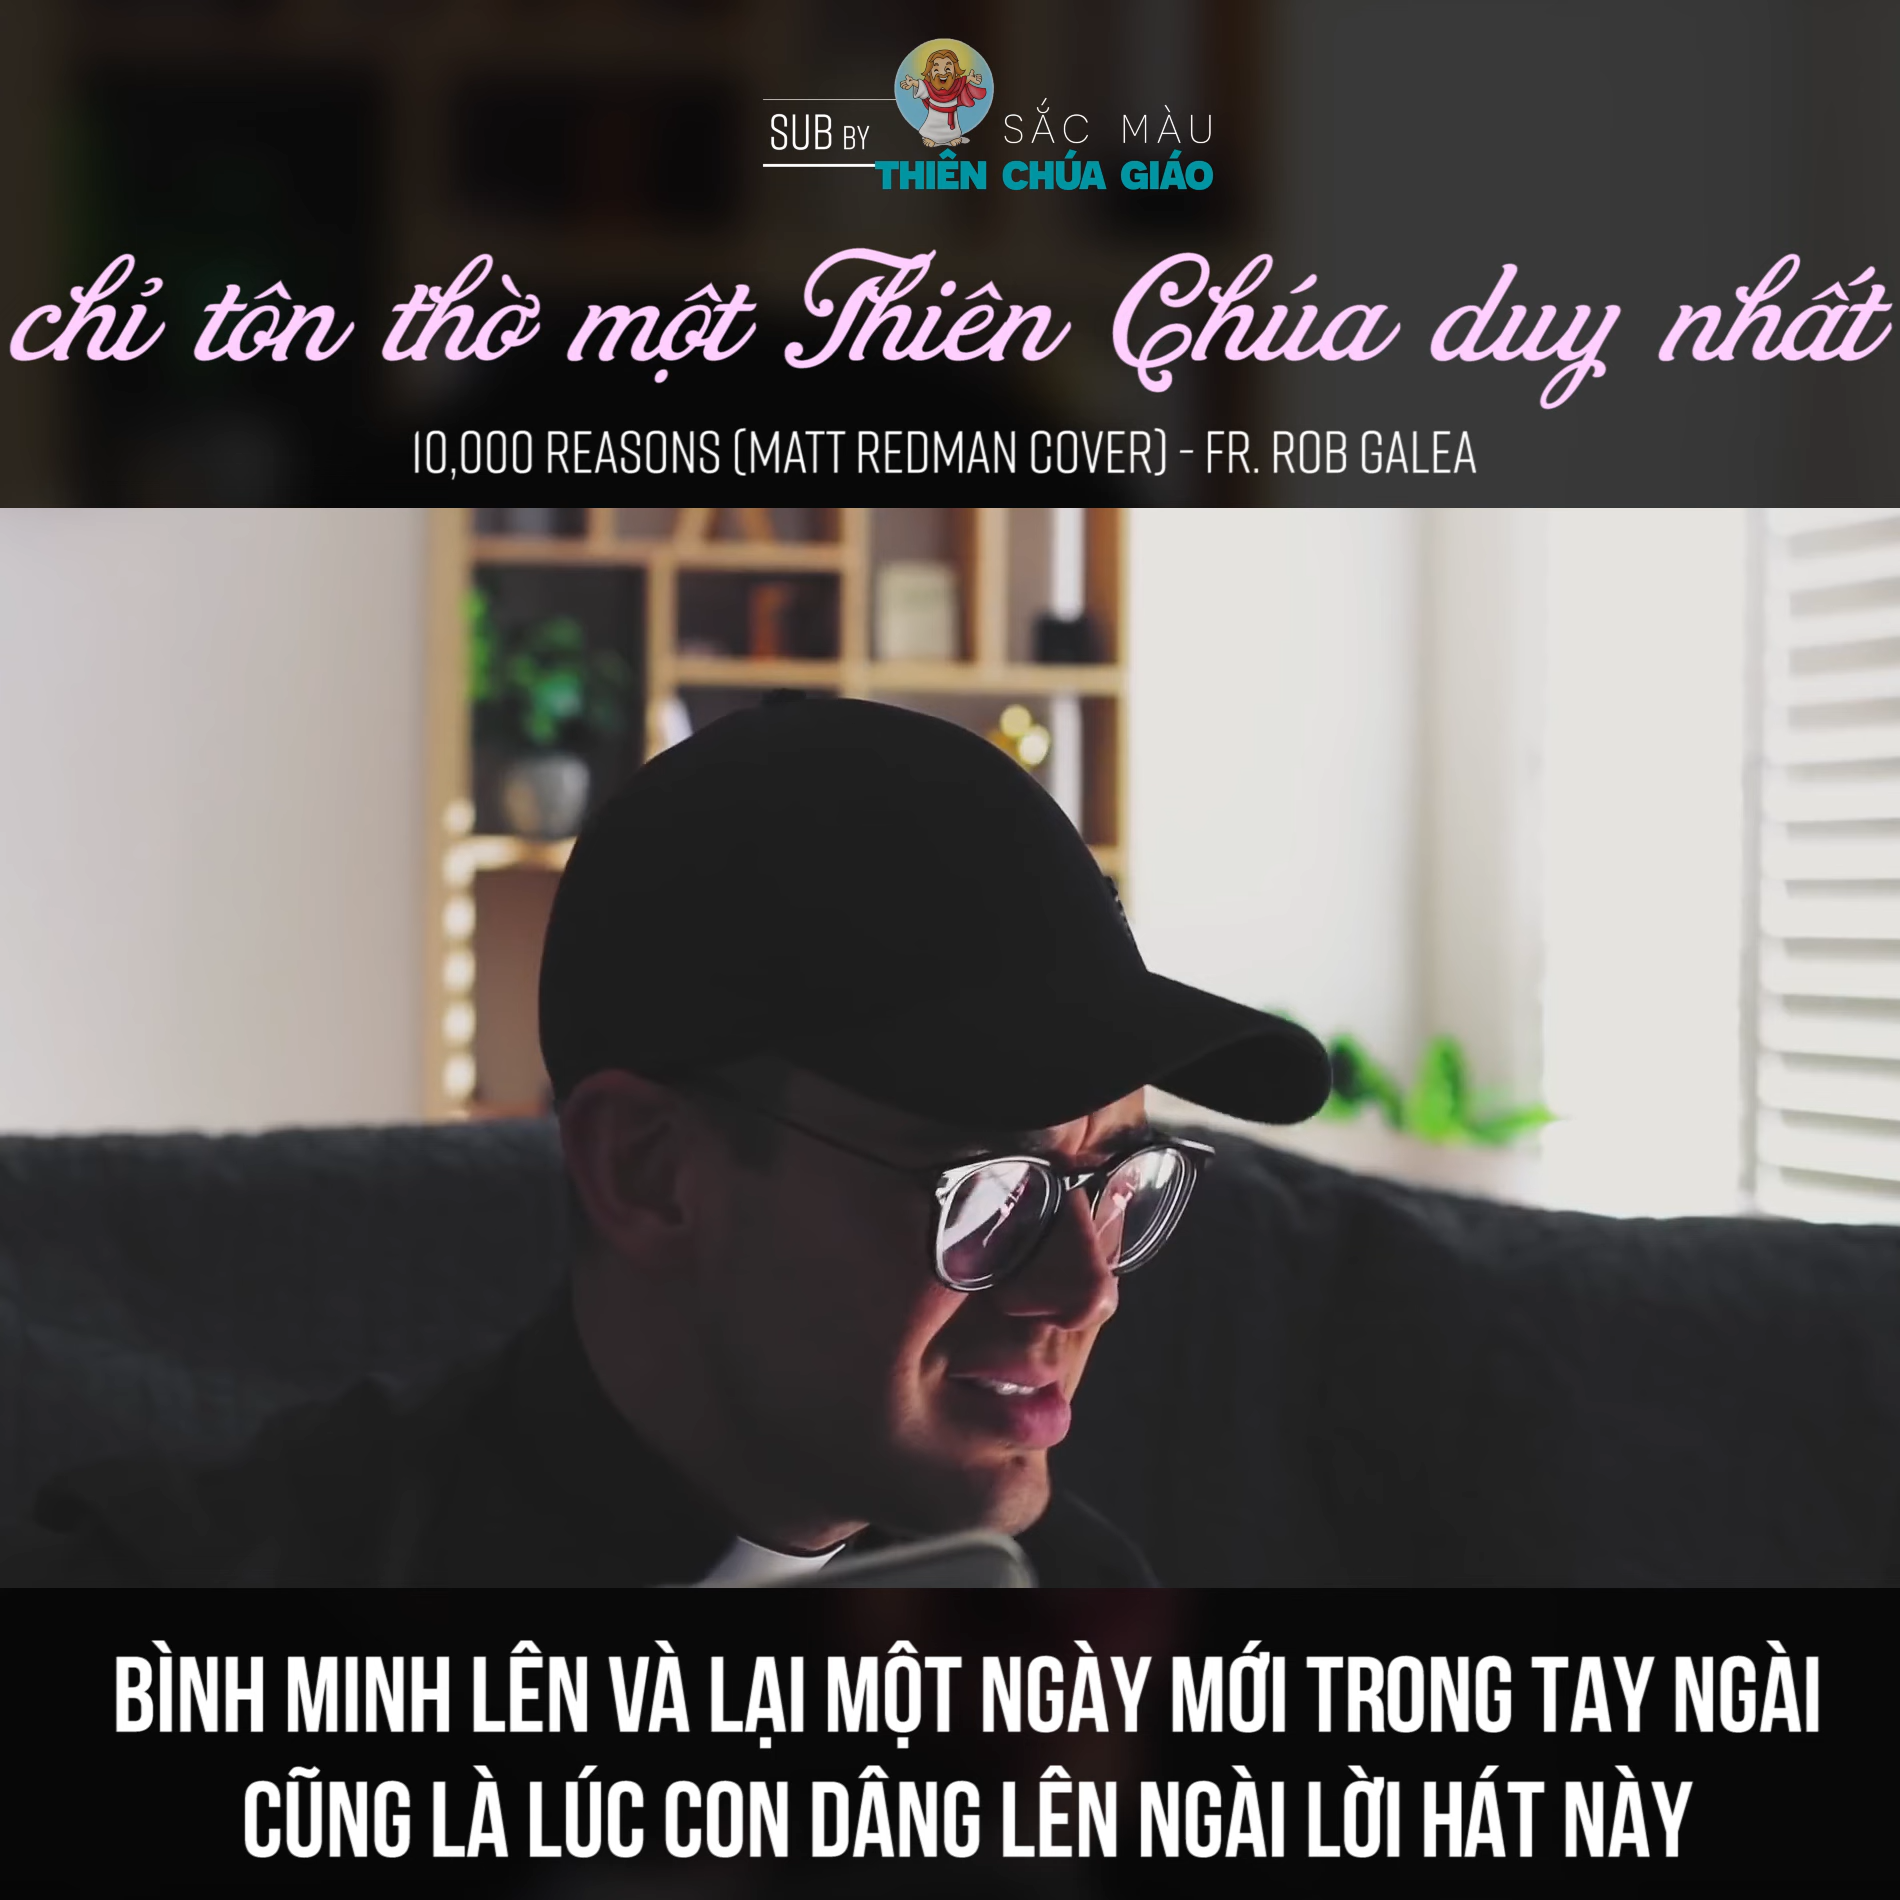 SUB BY
SẮC MÀU
THIÊN CHÚA GIÁO
chỉ tôn thờ một Thiên Chúa duy nhất
10,000 REASONS (MATT REDMAN COVER) - FR. ROB GALEA
BÌNH MINH LÊN VÀ LẠI MỘT NGÀY MỚI TRONG TAY NGÀI
CŨNG LÀ LÚC CON DÂNG LÊN NGÀI LỜI HÁT NÀY